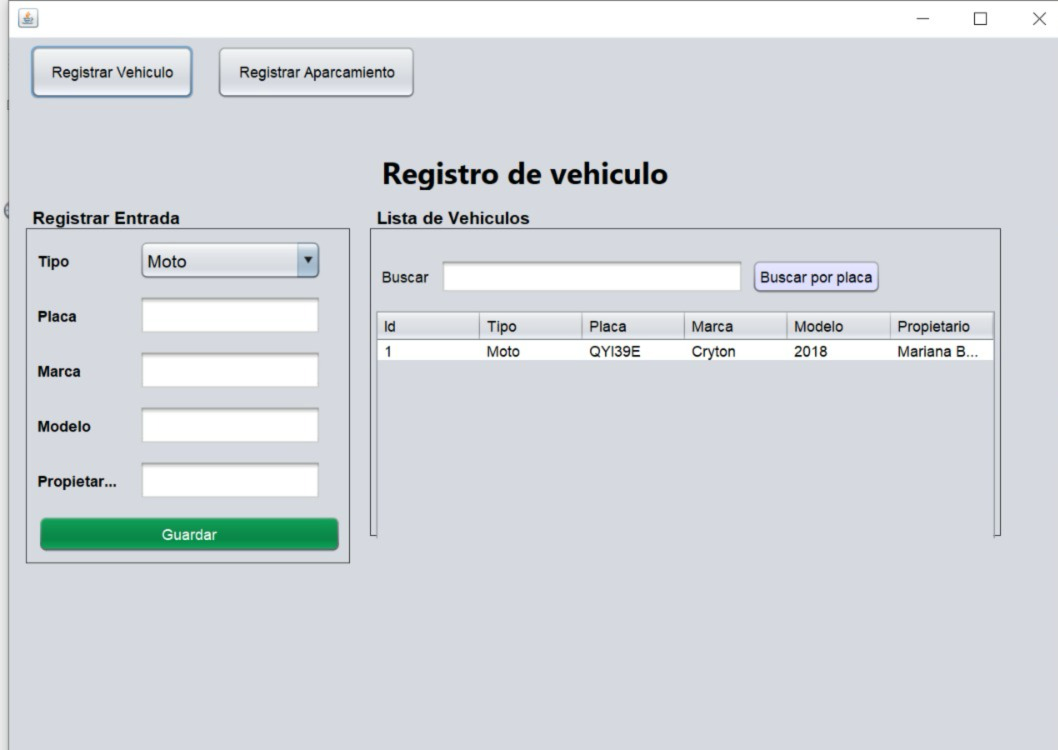 Registrar Vehiculo Registrar Aparcamiento
Registro de vehiculo
Registrar Entrada
Tipo Moto
Placa
Marca
Modelo
Propietar...
Guardar
Lista de Vehiculos
Buscar Buscar por placa
Id Tipo Placa Marca Modelo Propietario
1 Moto QYI39E Cryton 2018 Mariana B...